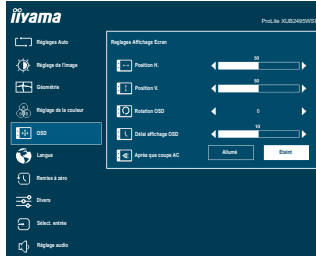 iiyama
ProLite XUB2495WSU
Réglages Auto
Réglage de l'image
Géométrie
Réglage de la couleur
OSD
Langue
Remise à zéro
Divers
Sélect. entrée
Réglage audio
Reglages Affichage Ecran
Position H. 50
Position V. 50
Rotation OSD 0
Délai affichage OSD 10
Après que coupe AC Allumé Eteint